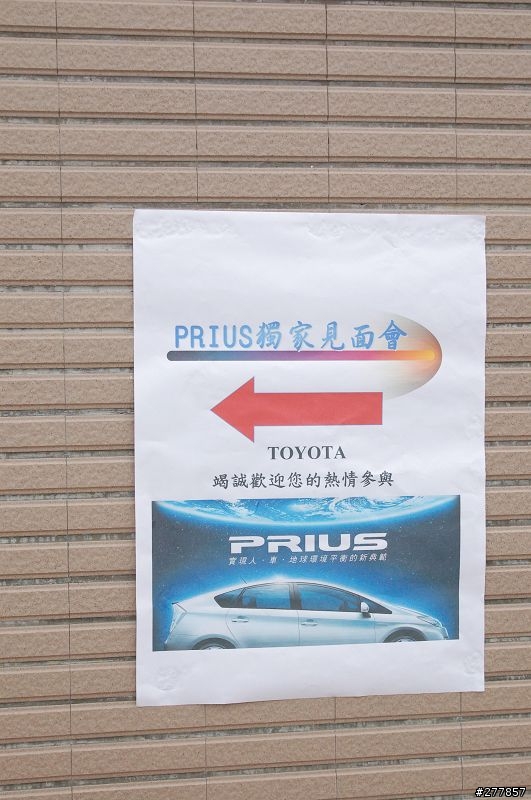 PRIUS獨家見面會
TOYOTA
竭誠歡迎您的熱情參與
PRIUS
實現人‧車‧地球環境平衡的新典範
#277857